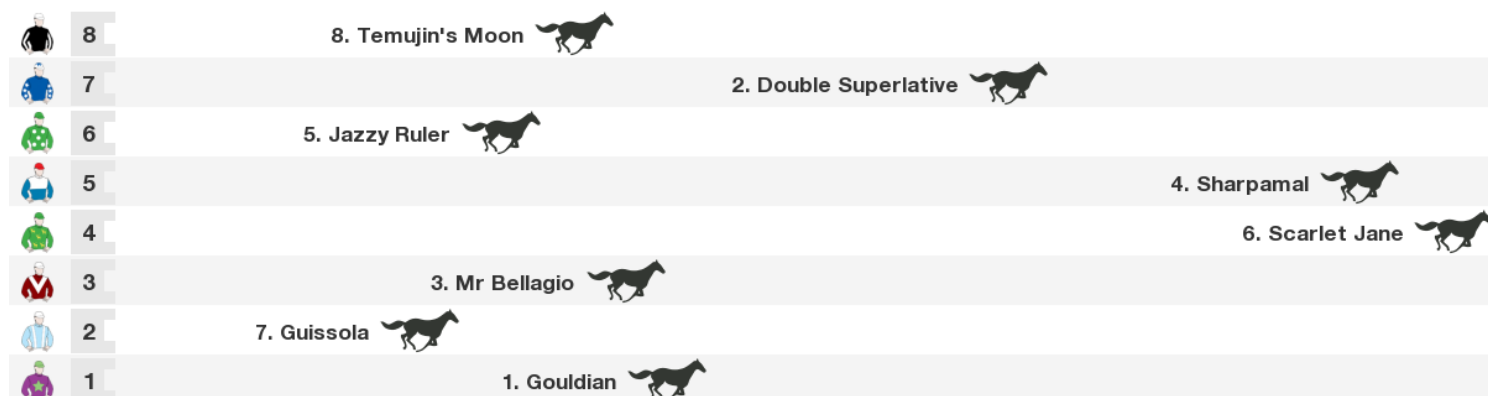 8 8. Temujin's Moon
7 2. Double Superlative
6 5. Jazzy Ruler
5 4. Sharpamal
4 6. Scarlet Jane
3 3. Mr Bellagio
2 7. Guissola
1 1. Gouldian